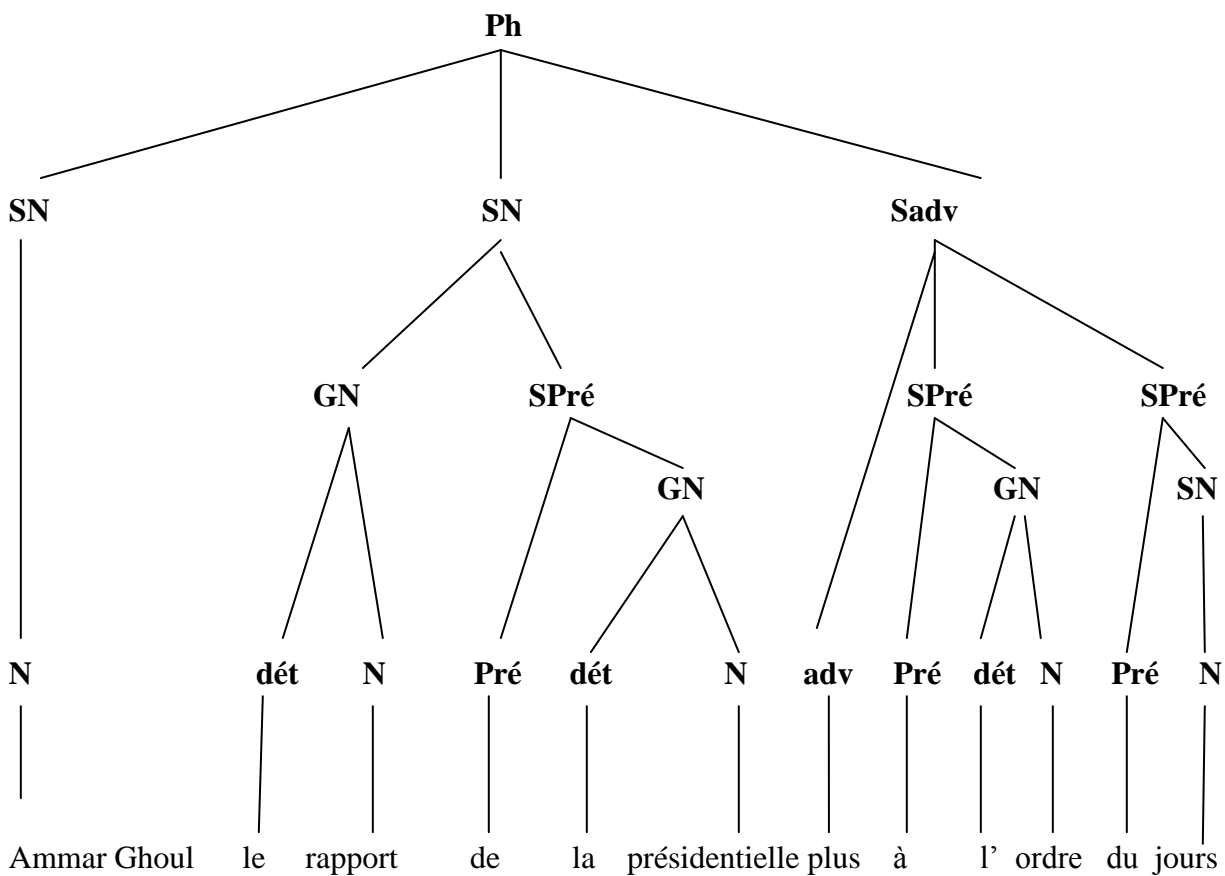 Ph
SN SN Sadv
GN SPré SPré SPré
GN GN SN
N dét N Pré dét N adv Pré dét N Pré N
Ammar Ghoul le rapport de la présidentielle plus à l’ ordre du jours